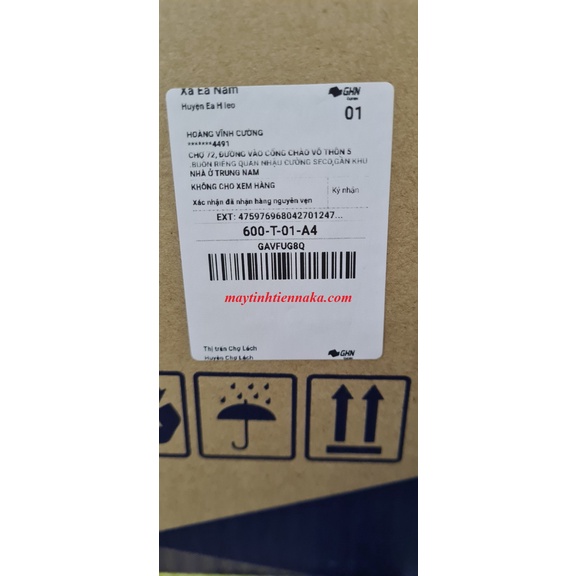 Xã Ea Nam
Huyện Ea H'leo
GHN
01
HOÀNG VĨNH CƯỜNG
*******4491
CHỢ 72, ĐƯỜNG VÀO CỔNG CHÀO VÔ THÔN 5
,BUÔN RIÊNG QUÁN NHẬU CƯỜNG SECO,GẦN KHU
NHÀ Ở TRUNG NAM
KHÔNG CHO XEM HÀNG
Ký nhận
Xác nhận đã nhận hàng nguyên vẹn
EXT: 475976968042701247...
600-T-01-A4
GAVFUG8Q
maytinhtiennaka.com
Thị trấn Chợ Lách
Huyện Chợ Lách
GHN